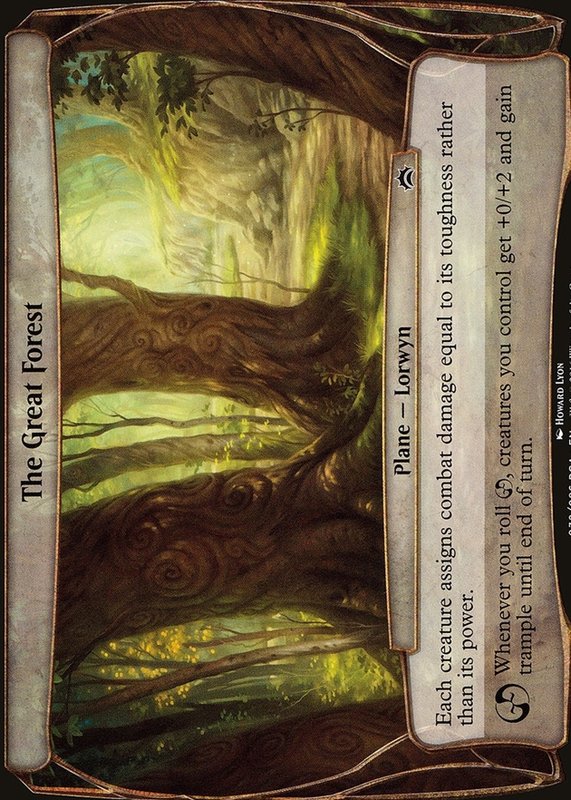 The Great Forest
Plane — Lorwyn
Each creature assigns combat damage equal to its toughness rather
than its power.
Whenever you roll , creatures you control get +0/+2 and gain
trample until end of turn.
Howard Lyon